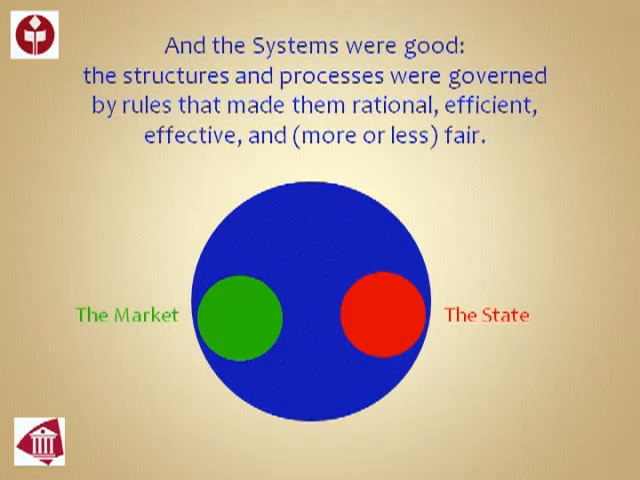 And the Systems were good:
the structures and processes were governed
by rules that made them rational, efficient,
effective, and (more or less) fair.
The Market
The State